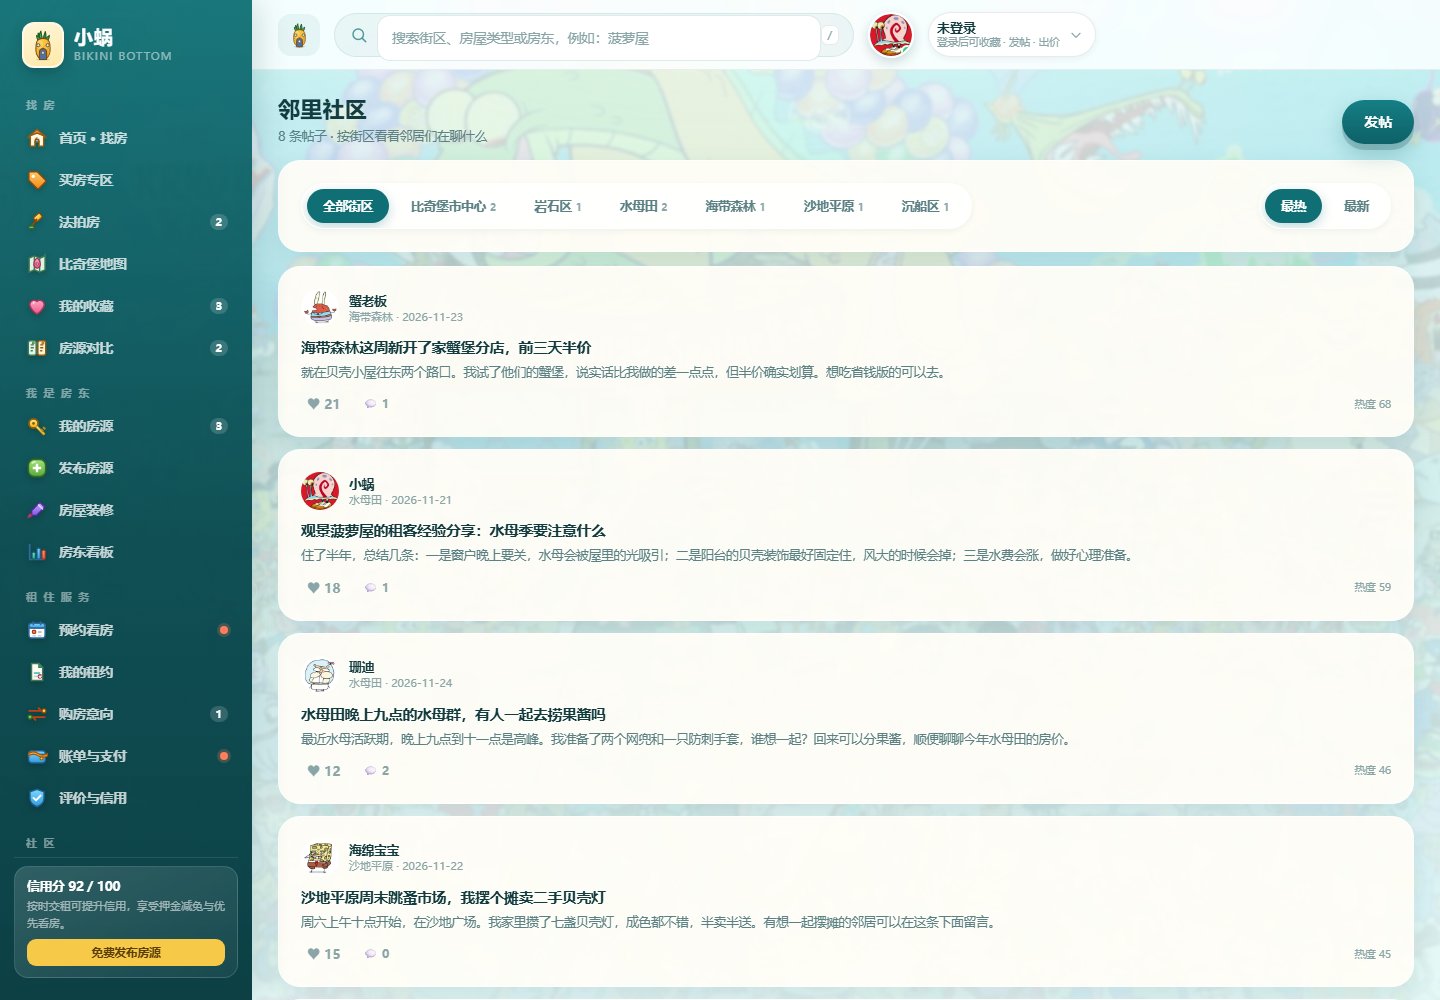 小蜗
BIKINI BOTTOM
找房
首页 • 找房
买房专区
法拍房 2
比奇堡地图
我的收藏 3
房源对比 2
我是房东
我的房源 3
发布房源
房屋装修
房东看板
租住服务
预约看房
我的租约
购房意向 1
账单与支付
评价与信用
社区
信用分 92 / 100
按时交租可提升信用，享受押金减免与优
先看房。
免费发布房源
搜索街区、房屋类型或房东，例如：菠萝屋 /
未登录
登录后可收藏 · 发帖 · 出价
邻里社区
8 条帖子 · 按街区看看邻居们在聊什么
发帖
全部街区 比奇堡市中心 2 岩石区 1 水母田 2 海带森林 1 沙地平原 1 沉船区 1
最热 最新
蟹老板
海带森林 · 2026-11-23
海带森林这周新开了家蟹堡分店，前三天半价
就在贝壳小屋往东两个路口。我试了他们的蟹堡，说实话比我做的差一点点，但半价确实划算。想吃省钱版的可以去。
21 1 热度 68
小蜗
水母田 · 2026-11-21
观景菠萝屋的租客经验分享：水母季要注意什么
住了半年，总结几条：一是窗户晚上要关，水母会被屋里的光吸引；二是阳台的贝壳装饰最好固定住，风大的时候会掉；三是水费会涨，做好心理准备。
18 1 热度 59
珊迪
水母田 · 2026-11-24
水母田晚上九点的水母群，有人一起去捞果酱吗
最近水母活跃期，晚上九点到十一点是高峰。我准备了两个网兜和一只防刺手套，谁想一起？回来可以分果酱，顺便聊聊今年水母田的房价。
12 2 热度 46
海绵宝宝
沙地平原 · 2026-11-22
沙地平原周末跳蚤市场，我摆个摊卖二手贝壳灯
周六上午十点开始，在沙地广场。我家里攒了七盏贝壳灯，成色都不错，半卖半送。有想一起摆摊的邻居可以在这条下面留言。
15 0 热度 45